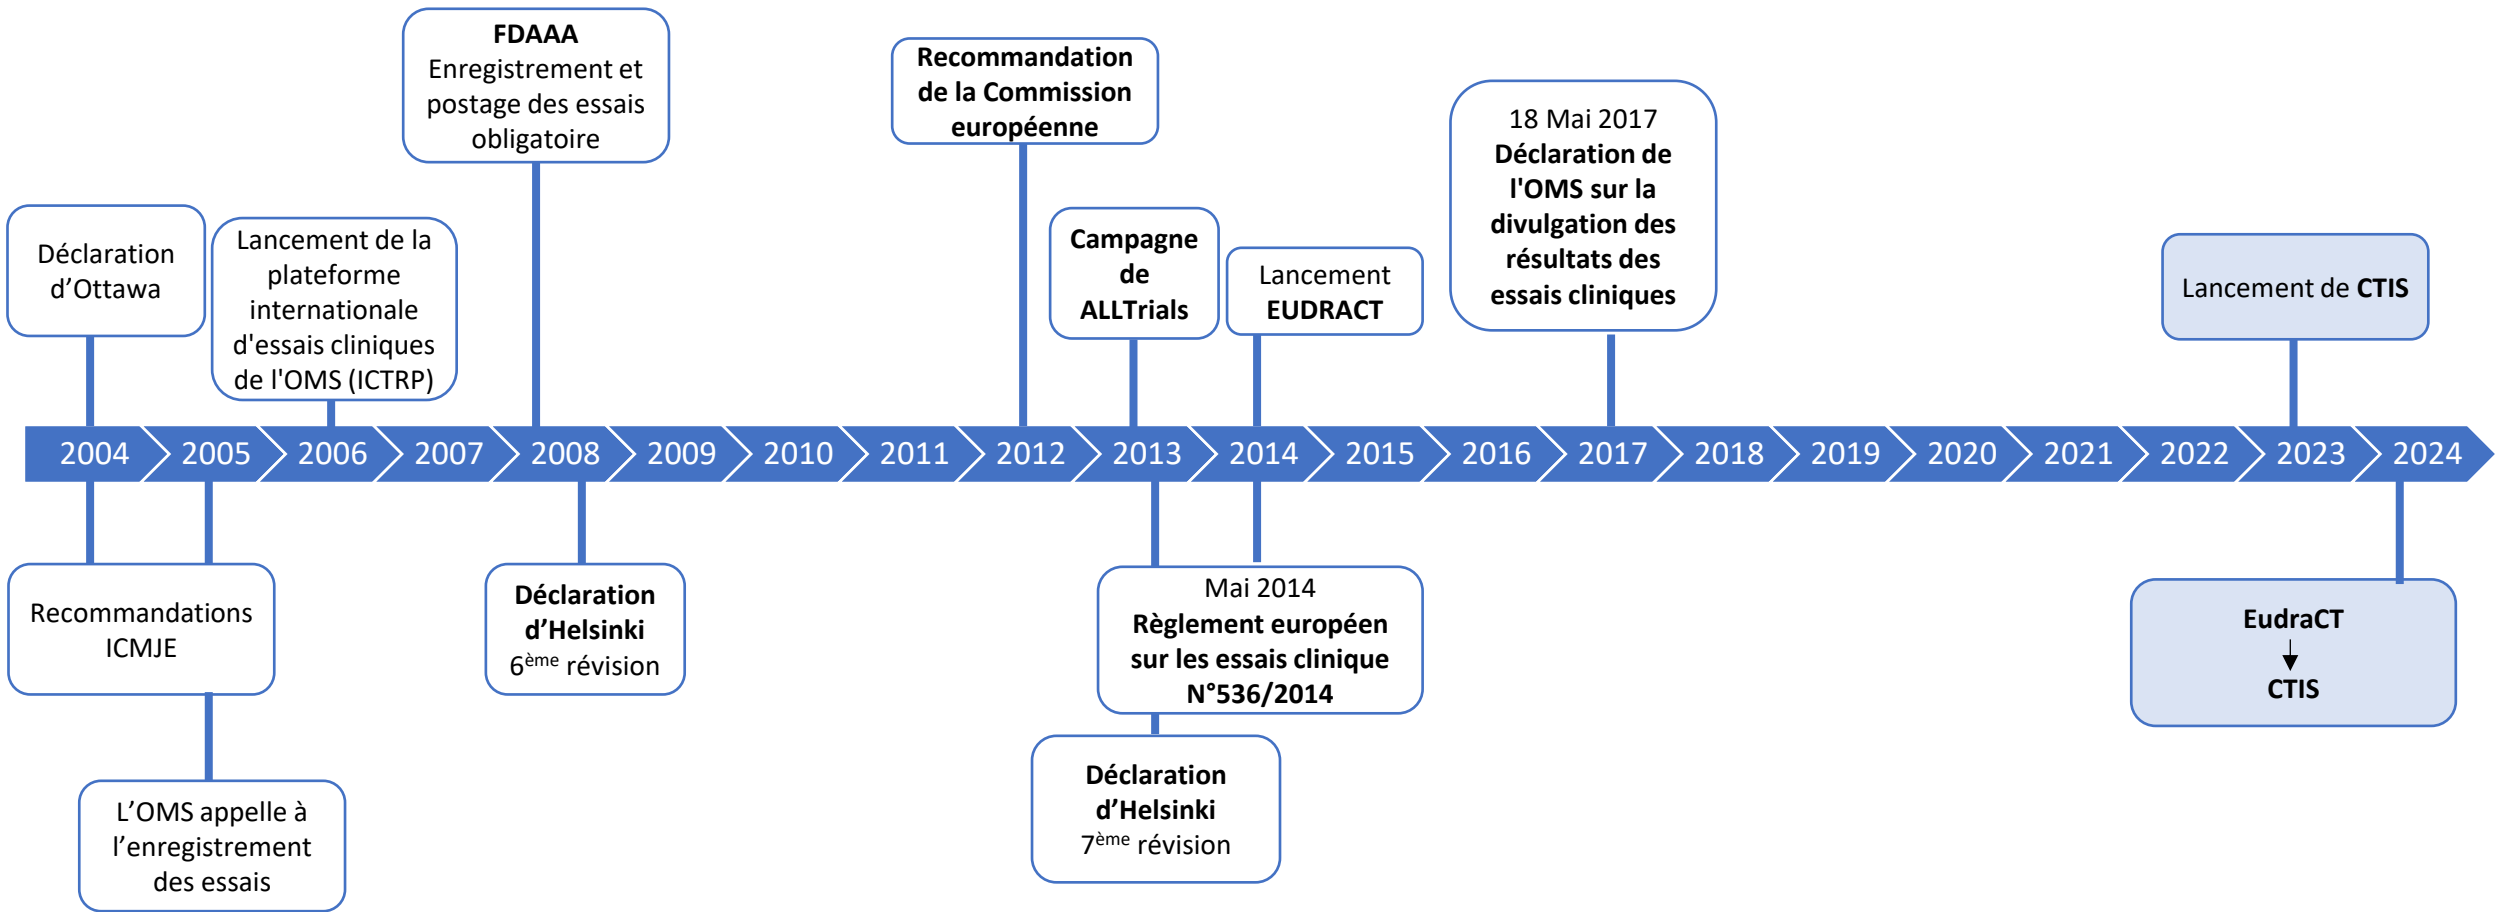 FDAAA
Enregistrement et
postage des essais
obligatoire
Recommandation
de la Commission
européenne
18 Mai 2017
Déclaration de
l'OMS sur la
divulgation des
résultats des
essais cliniques
Déclaration
d’Ottawa
Lancement de la
plateforme
internationale
d'essais cliniques
de l'OMS (ICTRP)
Campagne
de
ALLTrials
Lancement
EUDRACT
Lancement de CTIS
2004 2005 2006 2007 2008 2009 2010 2011 2012 2013 2014 2015 2016 2017 2018 2019 2020 2021 2022 2023 2024
Recommandations
ICMJE
Déclaration
d’Helsinki
6ème révision
Mai 2014
Règlement européen
sur les essais clinique
N°536/2014
EudraCT
CTIS
L’OMS appelle à
l’enregistrement
des essais
Déclaration
d’Helsinki
7ème révision